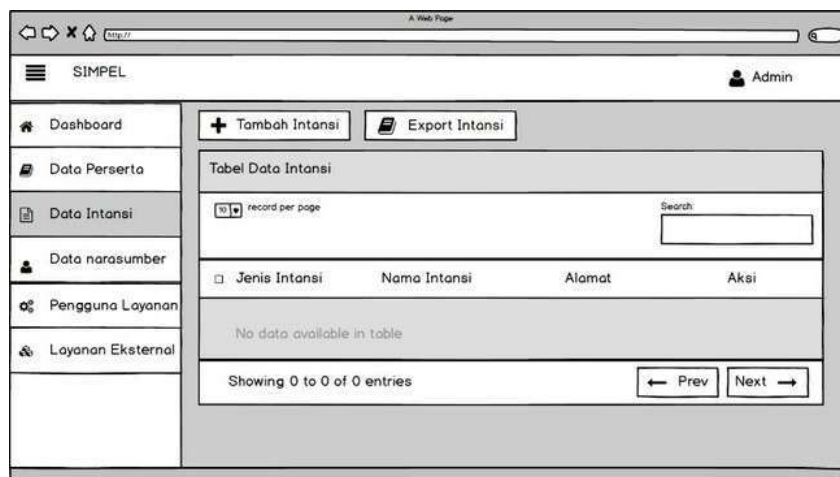 A Web Page
http://
SIMPEL
Admin
Dashboard
Data Perserta
Data Intansi
Data narasumber
Pengguna Layanan
Layanan Eksternal
Tambah Intansi
Export Intansi
Tabel Data Intansi
10 record per page
Search
Jenis Intansi Nama Intansi Alamat Aksi
No data available in table
Showing 0 to 0 of 0 entries
Prev Next